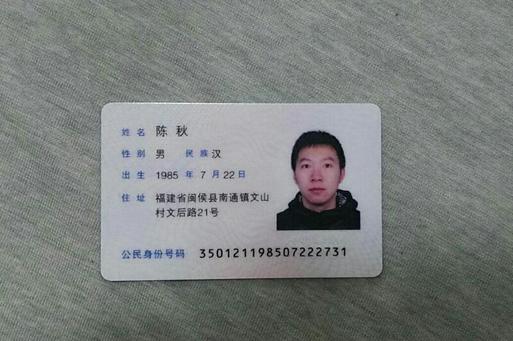 姓名 陈秋
性别 男 民族 汉
出生 1985 年 7 月 22 日
住址 福建省闽侯县南通镇文山
村文后路21号
公民身份号码 350121198507222731